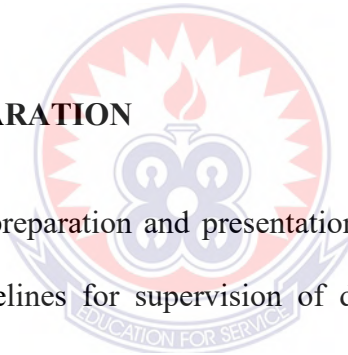 ARATION
preparation and presentation
elines for supervision of d
EDUCATION FOR SERVICE